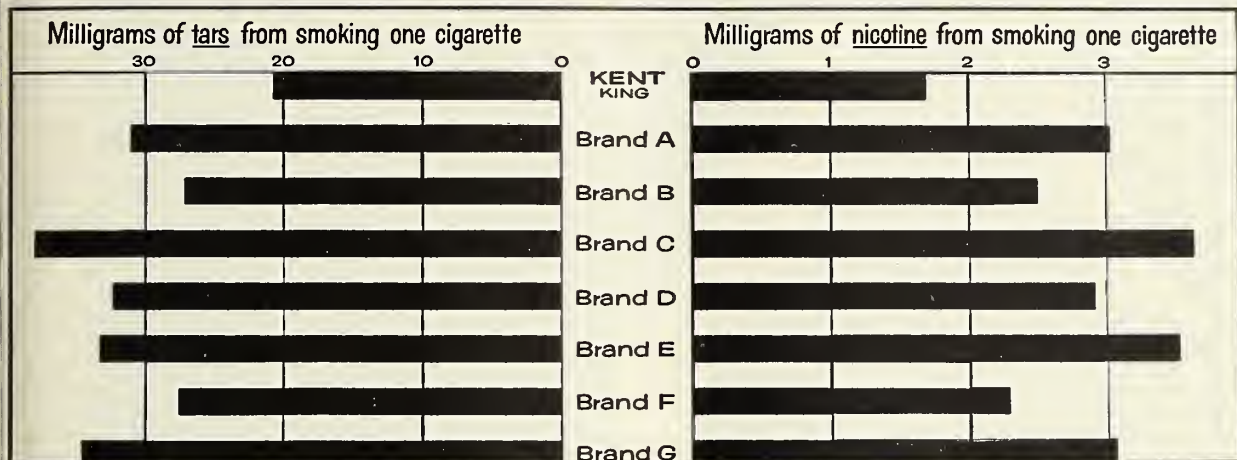 Milligrams of tars from smoking one cigarette
Milligrams of nicotine from smoking one cigarette
30 20 10 0
0 1 2 3
KENT
KING
Brand A
Brand B
Brand C
Brand D
Brand E
Brand F
Brand G